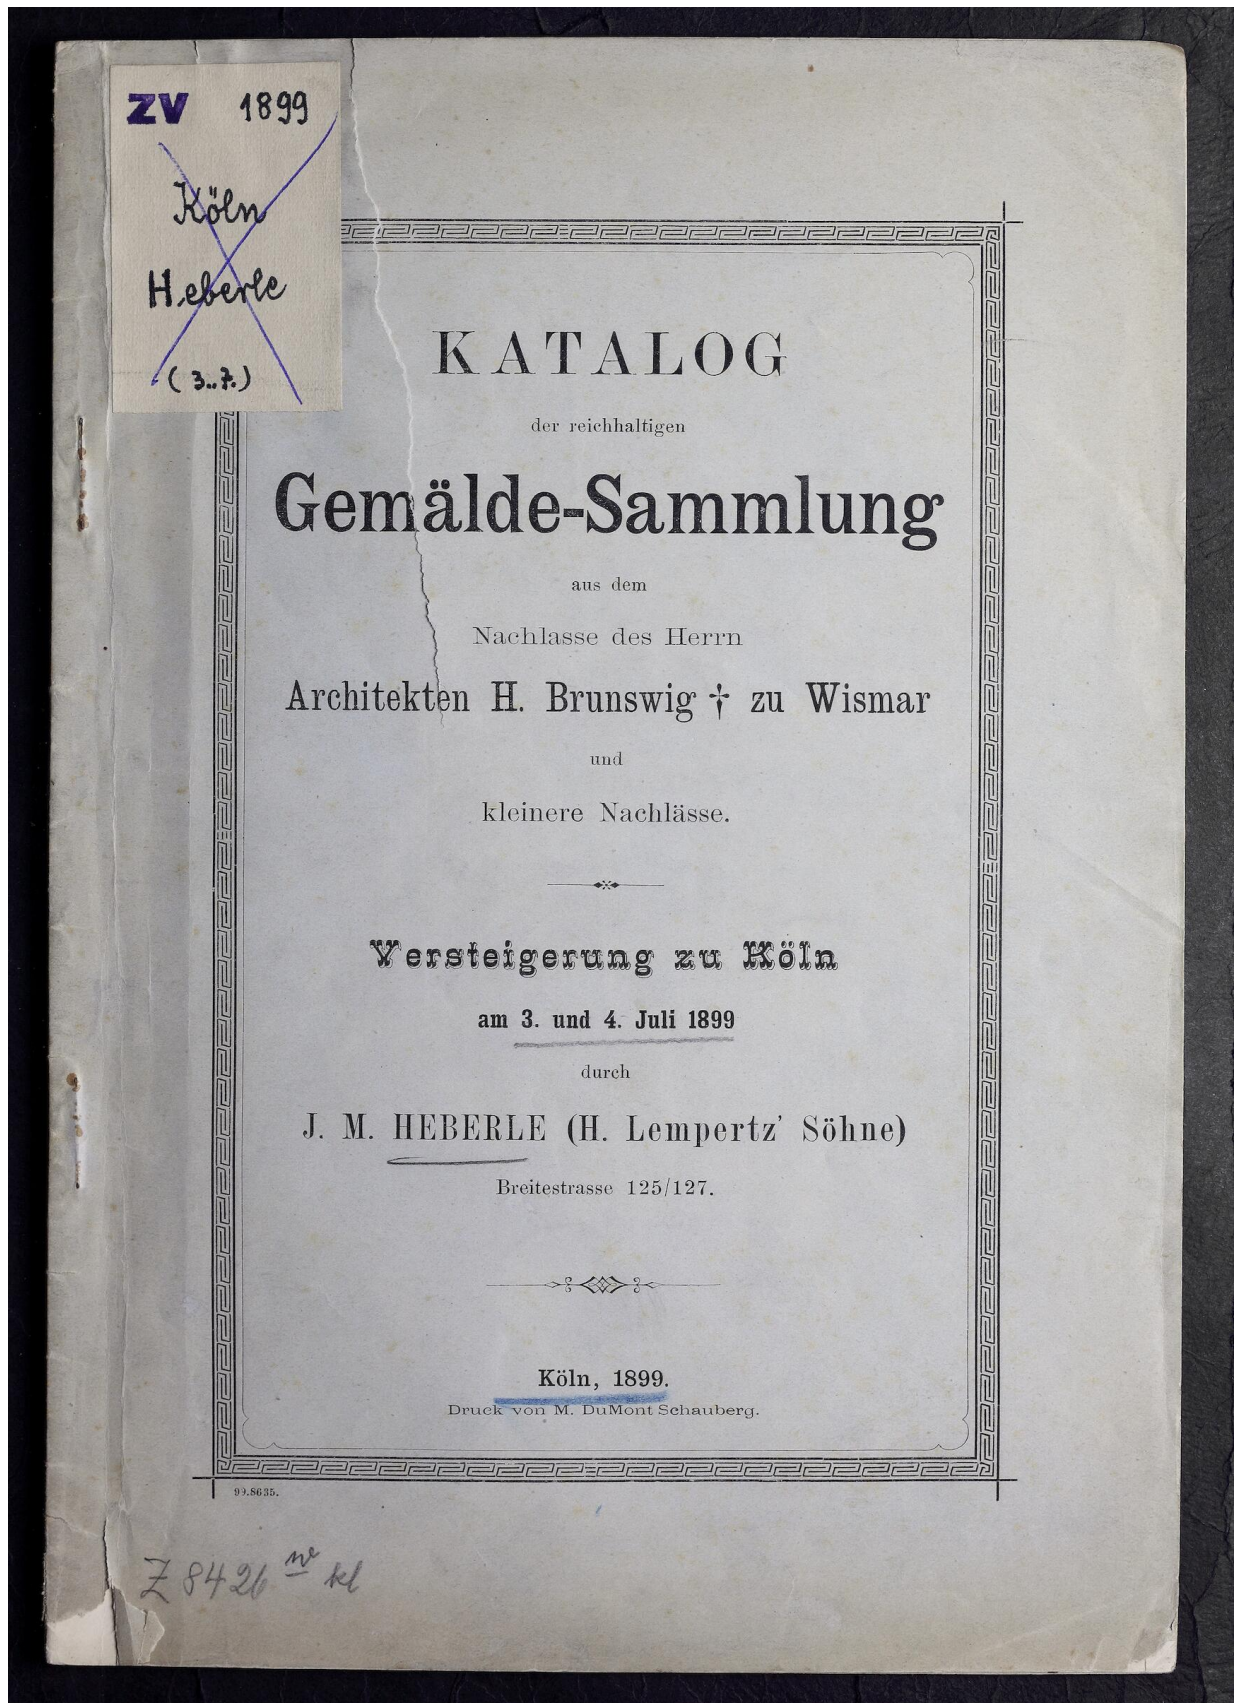 ZV 1899
Köln
Heberle
(3..7.)
KATALOG
der reichhaltigen
Gemälde-Sammlung
aus dem
Nachlasse des Herrn
Architekten H. Brunswig † zu Wismar
und
kleinere Nachlässe.
Versteigerung zu Köln
am 3. und 4. Juli 1899
durch
J. M. HEBERLE (H. Lempertz' Söhne)
Breitestrasse 125/127.
Köln, 1899.
Druck von M. DuMont Schauberg.
99.8635.
Z 8426 kl